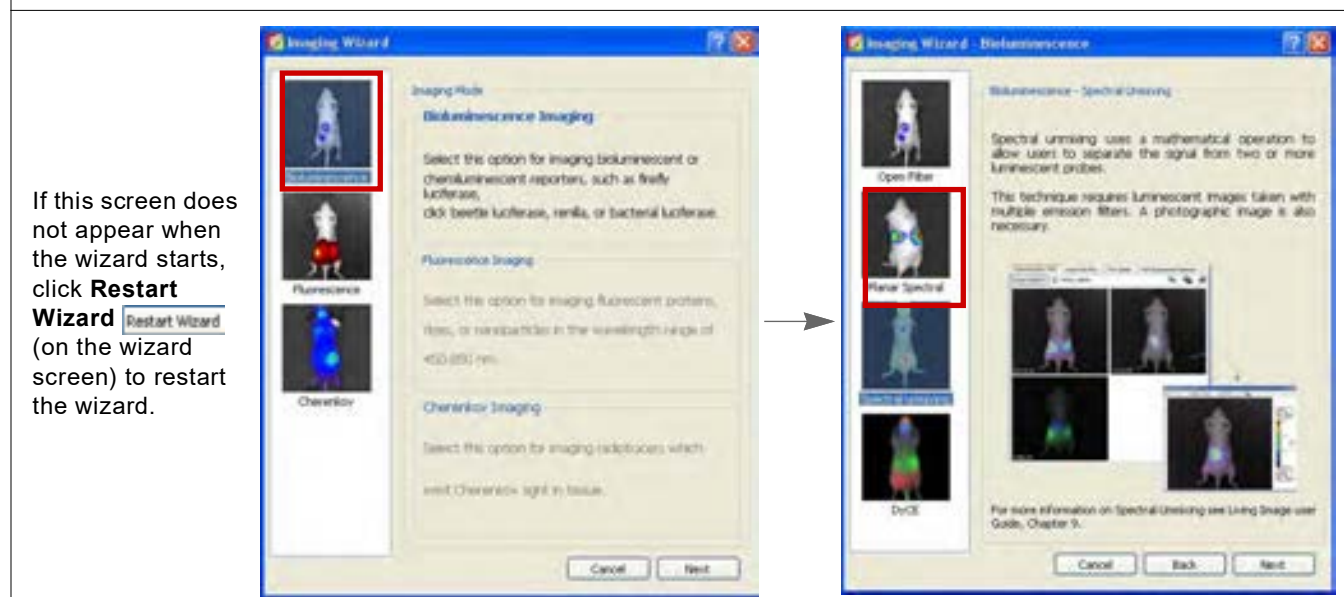 If this screen does
not appear when
the wizard starts,
click Restart
Wizard Restart Wizard
(on the wizard
screen) to restart
the wizard.
Imaging Wizard
Bioluminescence
Fluorescence
Cherenkov
Imaging Mode
Bioluminescence Imaging
Select this option for imaging bioluminescent or
chemiluminescent reporters, such as firefly
luciferase,
click beetle luciferase, renilla, or bacterial luciferase.
Fluorescence Imaging
Select this option for imaging fluorescent proteins,
dyes, or nanoparticles in the wavelength range of
nm.
Cherenkov Imaging
Select this option for imaging radiotracers which
emit Cherenkov light in tissue.
Cancel
Next
Imaging Wizard - Bioluminescence
Open Filter
Planar Spectral
Spectral Unmixing
DyCE
Bioluminescence - Spectral Unmixing
Spectral unmixing uses a mathematical operation to
allow users to separate the signal from two or more
luminescent probes.
This technique requires luminescent images taken with
multiple emission filters. A photographic image is also
necessary.
For more information on Spectral Unmixing see Living Image user
Guide, Chapter 9.
Cancel
Back
Next